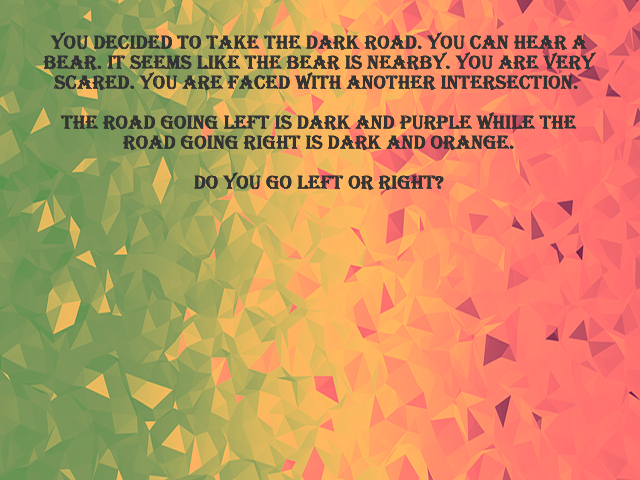 YOU DECIDED TO TAKE THE DARK ROAD. YOU CAN HEAR A
BEAR. IT SEEMS LIKE THE BEAR IS NEARBY. YOU ARE VERY
SCARED. YOU ARE FACED WITH ANOTHER INTERSECTION.
THE ROAD GOING LEFT IS DARK AND PURPLE WHILE THE
ROAD GOING RIGHT IS DARK AND ORANGE.
DO YOU GO LEFT OR RIGHT?